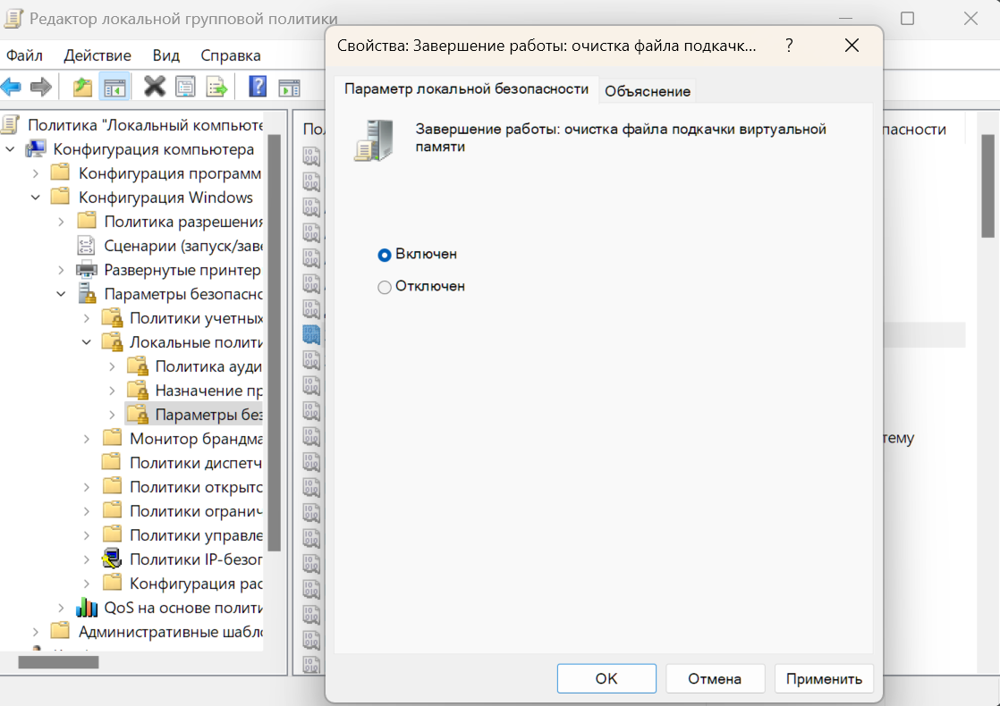 Редактор локальной групповой политики
Файл Действие Вид Справка
Политика "Локальный компьюте
Конфигурация компьютера
Конфигурация программ
Конфигурация Windows
Политика разрешения
Сценарии (запуск/заве
Развернутые принтер
Параметры безопасно
Политики учетных
Локальные полити
Политика ауди
Назначение пр
Параметры без
Монитор брандма
Политики диспетч
Политики открыто
Политики огранич
Политики управле
Политики IP-безоп
Конфигурация рас
QoS на основе полити
Административные шабло
Пол
пасности
тему
Свойства: Завершение работы: очистка файла подкачк...
?
Параметр локальной безопасности
Объяснение
Завершение работы: очистка файла подкачки виртуальной
памяти
Включен
Отключен
OK
Отмена
Применить